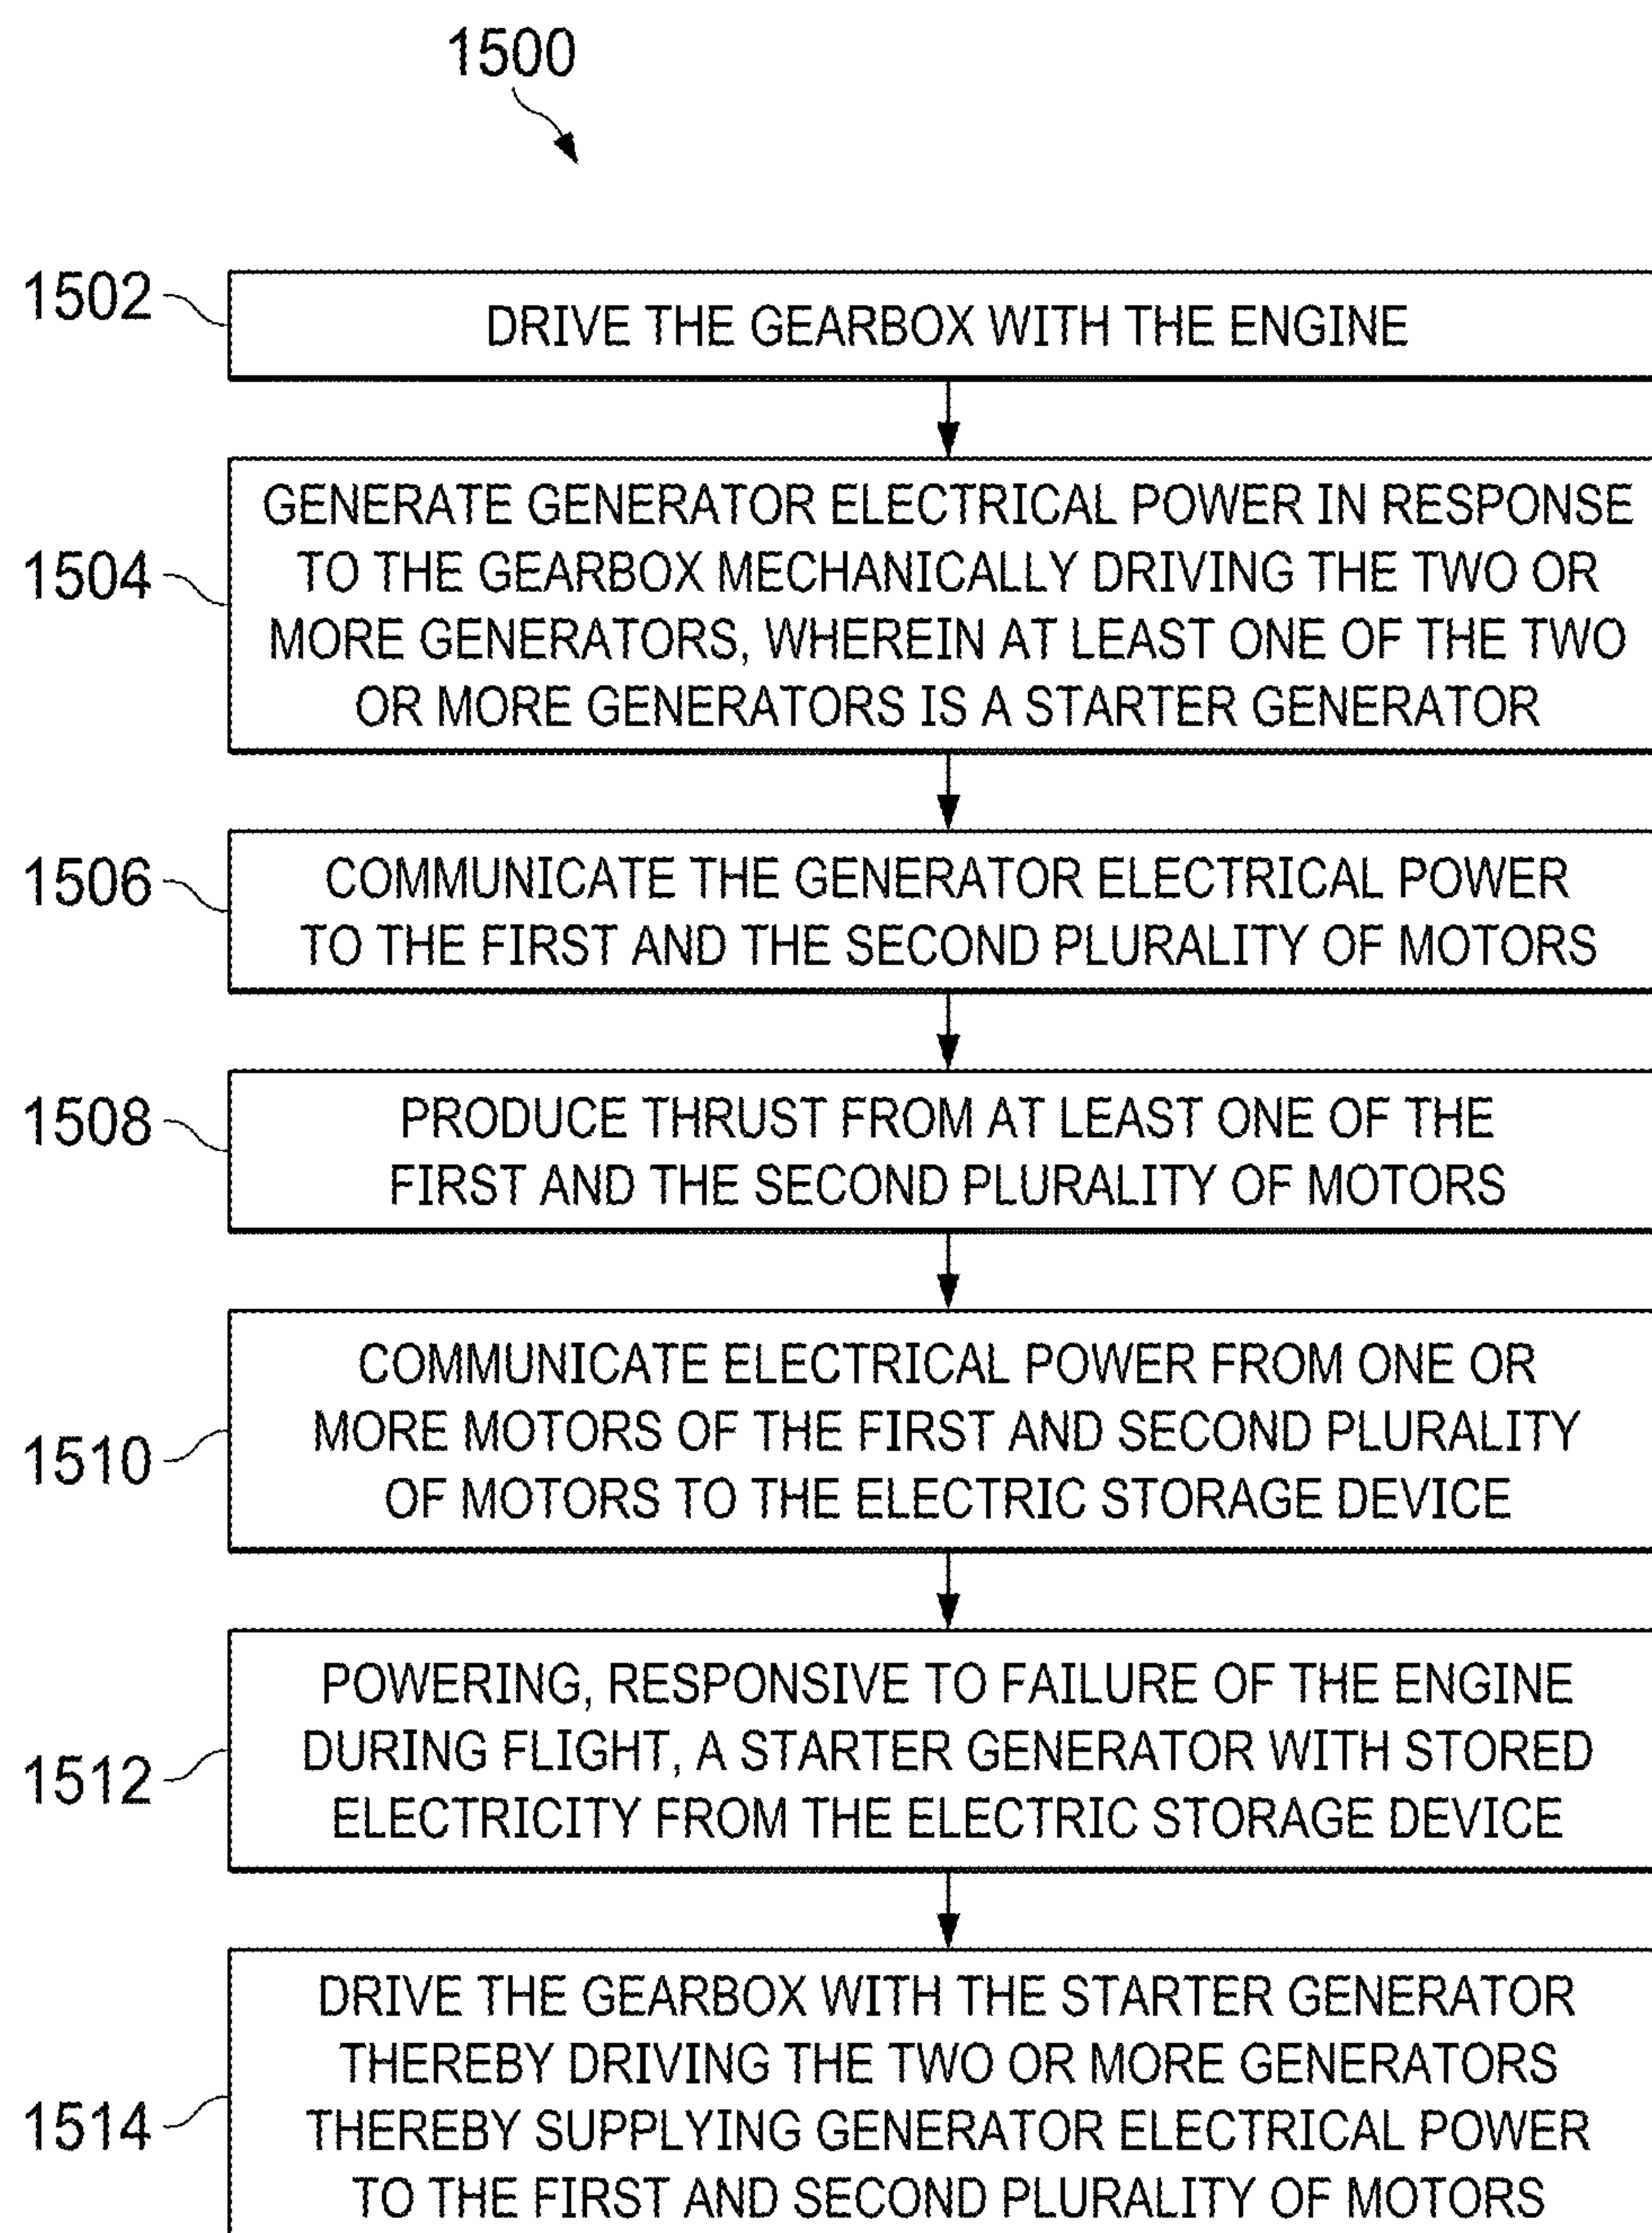 1500
1502
DRIVE THE GEARBOX WITH THE ENGINE
1504
GENERATE GENERATOR ELECTRICAL POWER IN RESPONSE
TO THE GEARBOX MECHANICALLY DRIVING THE TWO OR
MORE GENERATORS, WHEREIN AT LEAST ONE OF THE TWO
OR MORE GENERATORS IS A STARTER GENERATOR
1506
COMMUNICATE THE GENERATOR ELECTRICAL POWER
TO THE FIRST AND THE SECOND PLURALITY OF MOTORS
1508
PRODUCE THRUST FROM AT LEAST ONE OF THE
FIRST AND THE SECOND PLURALITY OF MOTORS
1510
COMMUNICATE ELECTRICAL POWER FROM ONE OR
MORE MOTORS OF THE FIRST AND SECOND PLURALITY
OF MOTORS TO THE ELECTRIC STORAGE DEVICE
1512
POWERING, RESPONSIVE TO FAILURE OF THE ENGINE
DURING FLIGHT, A STARTER GENERATOR WITH STORED
ELECTRICITY FROM THE ELECTRIC STORAGE DEVICE
1514
DRIVE THE GEARBOX WITH THE STARTER GENERATOR
THEREBY DRIVING THE TWO OR MORE GENERATORS
THEREBY SUPPLYING GENERATOR ELECTRICAL POWER
TO THE FIRST AND SECOND PLURALITY OF MOTORS